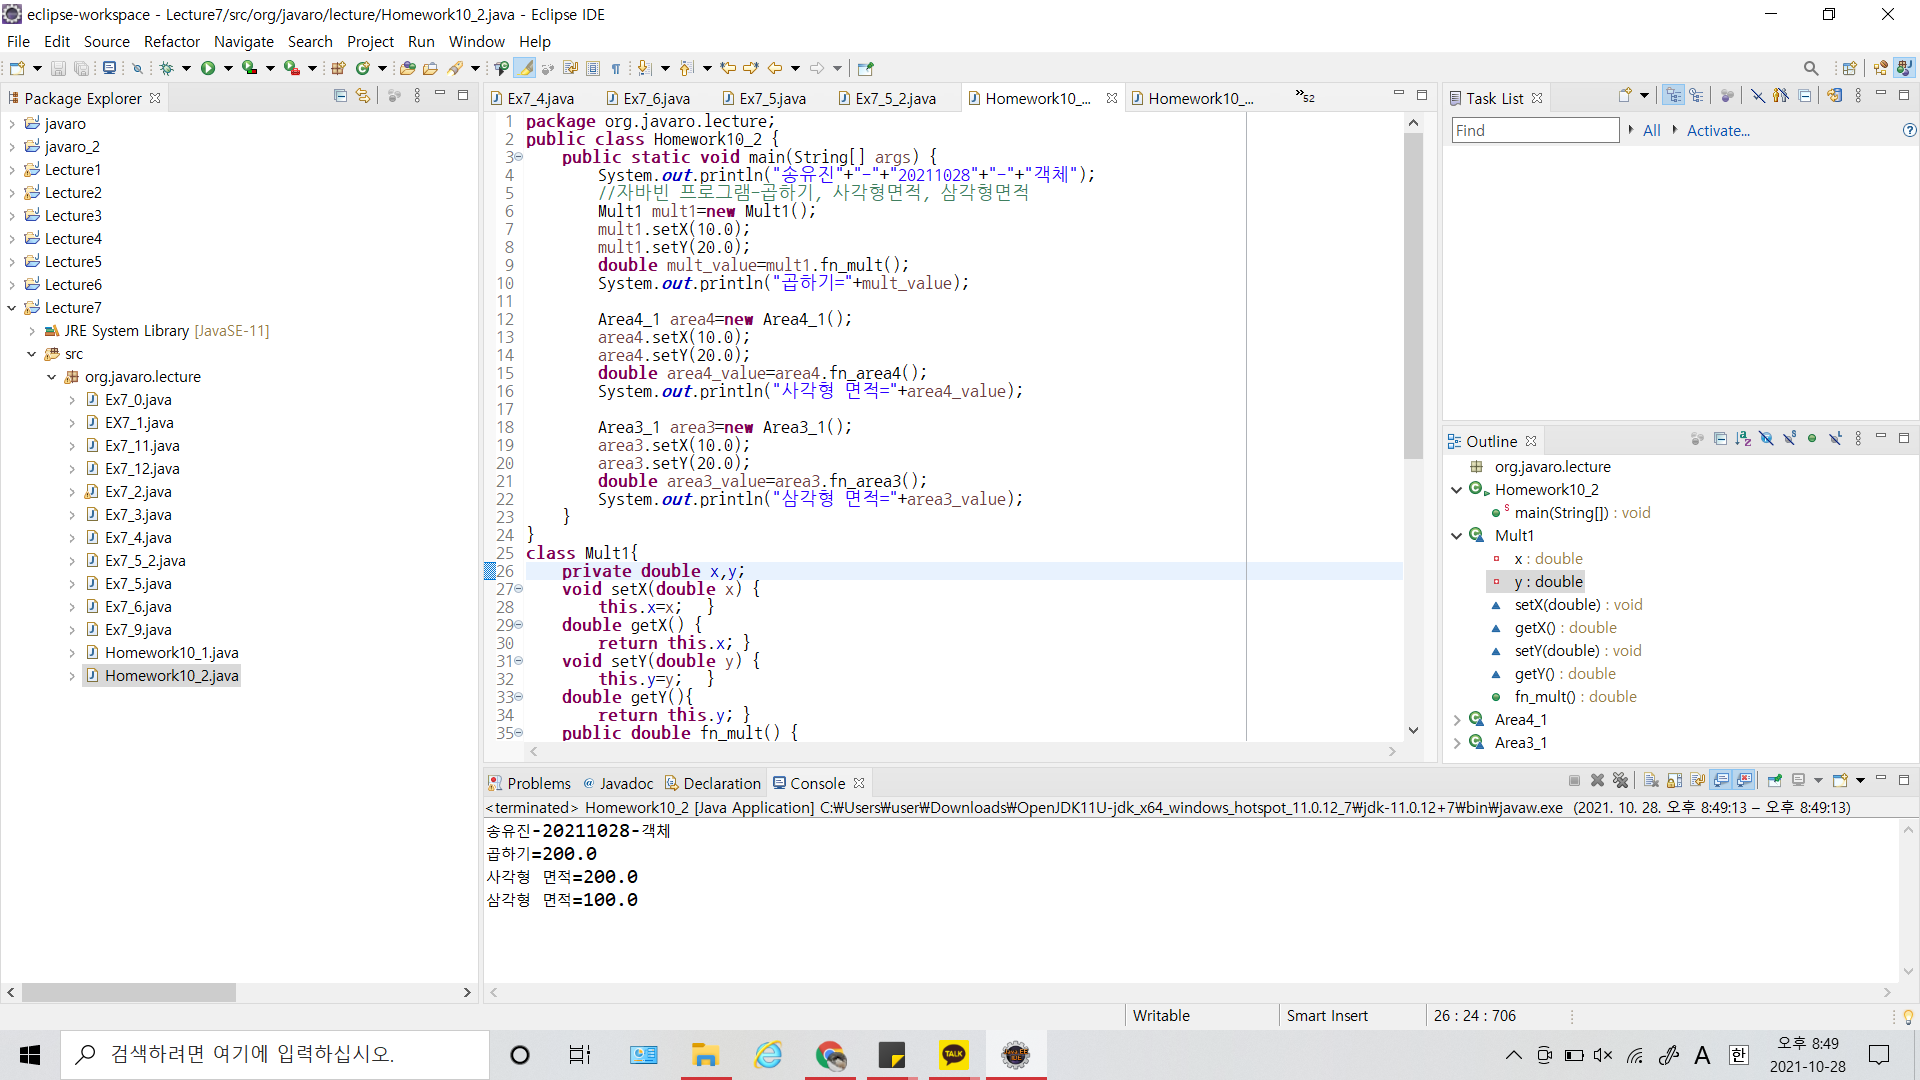 eclipse-workspace - Lecture7/src/org/javaro/lecture/Homework10_2.java - Eclipse IDE
File Edit Source Refactor Navigate Search Project Run Window Help
Package Explorer
javaro
javaro_2
Lecture1
Lecture2
Lecture3
Lecture4
Lecture5
Lecture6
Lecture7
JRE System Library [JavaSE-11]
src
org.javaro.lecture
Ex7_0.java
EX7_1.java
Ex7_11.java
Ex7_12.java
Ex7_2.java
Ex7_3.java
Ex7_4.java
Ex7_5_2.java
Ex7_5.java
Ex7_6.java
Ex7_9.java
Homework10_1.java
Homework10_2.java
Ex7_4.java Ex7_6.java Ex7_5.java Ex7_5_2.java Homework10_... Homework10_... »52
1 package org.javaro.lecture;
2 public class Homework10_2 {
3 public static void main(String[] args) {
4 System.out.println("송유진"+"-"+"20211028"+"-"+"객체");
5 //자바빈 프로그램-곱하기, 사각형면적, 삼각형면적
6 Mult1 mult1=new Mult1();
7 mult1.setX(10.0);
8 mult1.setY(20.0);
9 double mult_value=mult1.fn_mult();
10 System.out.println("곱하기="+mult_value);
11
12 Area4_1 area4=new Area4_1();
13 area4.setX(10.0);
14 area4.setY(20.0);
15 double area4_value=area4.fn_area4();
16 System.out.println("사각형 면적="+area4_value);
17
18 Area3_1 area3=new Area3_1();
19 area3.setX(10.0);
20 area3.setY(20.0);
21 double area3_value=area3.fn_area3();
22 System.out.println("삼각형 면적="+area3_value);
23 }
24 }
25 class Mult1{
26 private double x,y;
27 void setX(double x) {
28 this.x=x; }
29 double getX() {
30 return this.x; }
31 void setY(double y) {
32 this.y=y; }
33 double getY(){
34 return this.y; }
35 public double fn_mult() {
Task List
Find All Activate...
Outline
org.javaro.lecture
Homework10_2
main(String[]) : void
Mult1
x : double
y : double
setX(double) : void
getX() : double
setY(double) : void
getY() : double
fn_mult() : double
Area4_1
Area3_1
Problems @ Javadoc Declaration Console
<terminated> Homework10_2 [Java Application] C:₩Users₩user₩Downloads₩OpenJDK11U-jdk_x64_windows_hotspot_11.0.12_7₩jdk-11.0.12+7₩bin₩javaw.exe (2021. 10. 28. 오후 8:49:13 – 오후 8:49:13)
송유진-20211028-객체
곱하기=200.0
사각형 면적=200.0
삼각형 면적=100.0
Writable Smart Insert 26 : 24 : 706
검색하려면 여기에 입력하십시오.
TALK
A 한
오후 8:49
2021-10-28